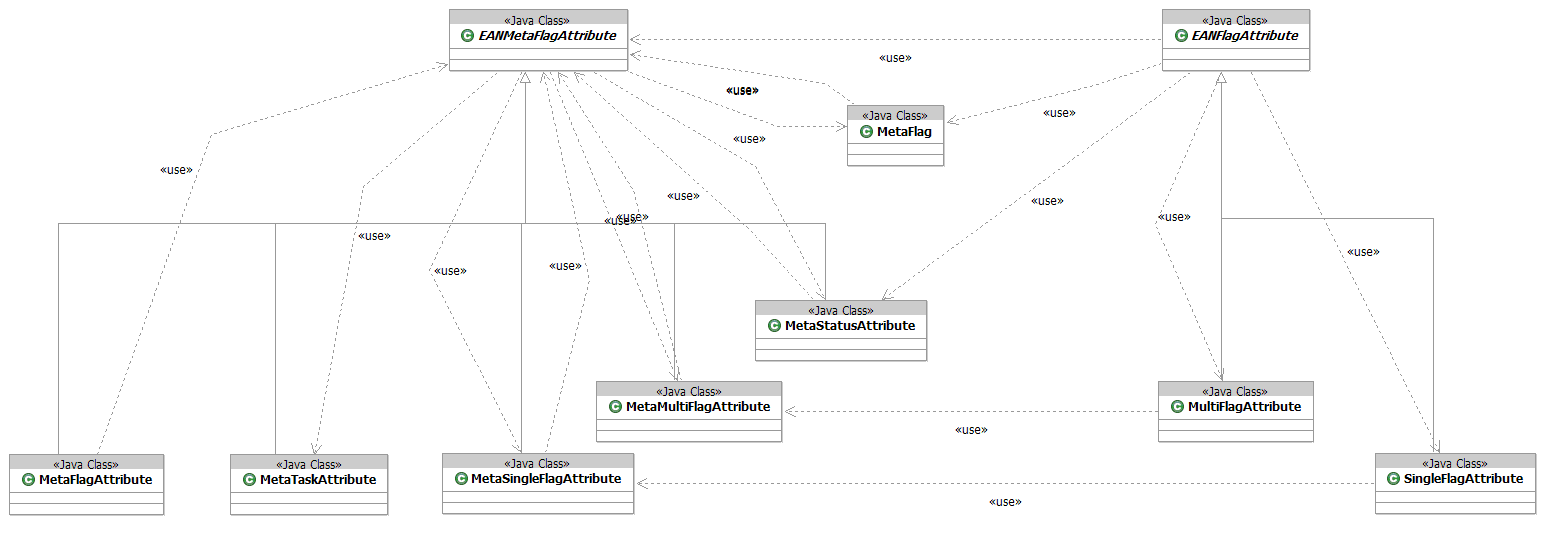 «Java Class»
EANMetaFlagAttribute
«Java Class»
EANFlagAttribute
«use»
«use»
«use»
«Java Class»
MetaFlag
«use»
«use»
«use»
«use»
«use»
«use»
«use»
«use»
«use»
«use»
«use»
«use»
«Java Class»
MetaStatusAttribute
«Java Class»
MetaMultiFlagAttribute
«Java Class»
MultiFlagAttribute
«use»
«Java Class»
MetaFlagAttribute
«Java Class»
MetaTaskAttribute
«Java Class»
MetaSingleFlagAttribute
«Java Class»
SingleFlagAttribute
«use»